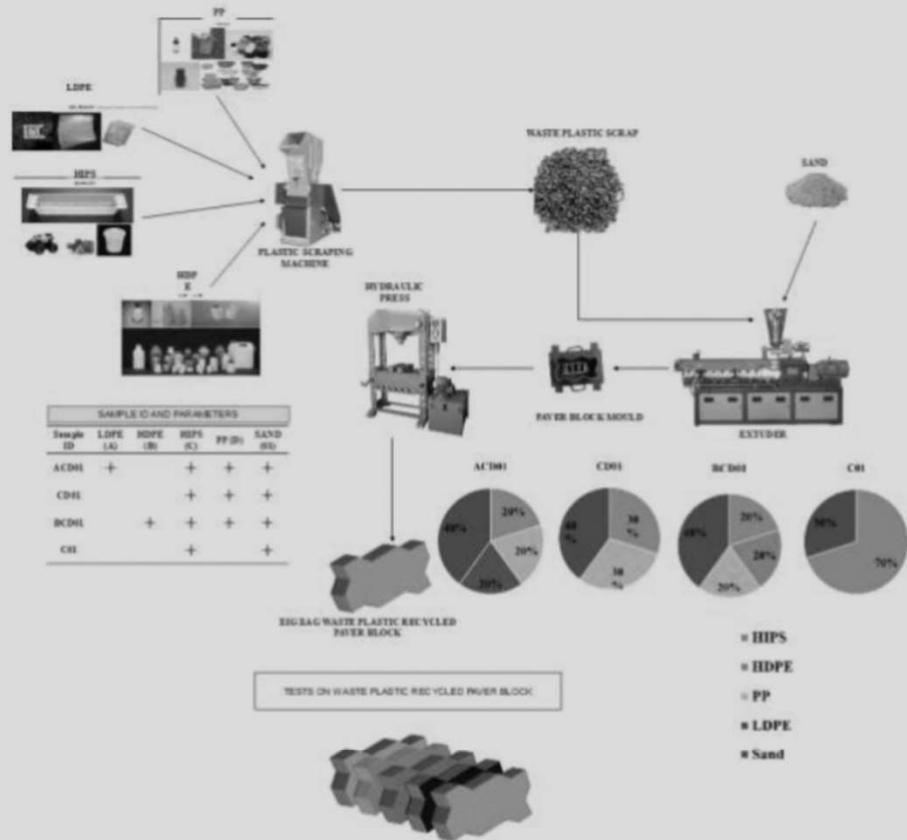 PP
LDPE
HIPS
HDP
E
PLASTIC SCRAPING
MACHINE
WASTE PLASTIC SCRAP
SAND
HYDRAULIC
PRESS
PAVER BLOCK MOULD
EXTUDER
SAMPLE ID AND PARAMETERS
Sample ID LDPE (A) HDPE (B) HIPS (C) PP (D) SAND
ACD01 + + + +
CD01 + + +
BCD01 + + + +
C01 + +
ACD01
40% 20% 20% 20%
CD01
40 % 30 % 30 %
BCD01
40% 20% 20% 20%
C01
30% 70%
ZIG ZAG WASTE PLASTIC RECYCLED
PAVER BLOCK
HIPS
HDPE
PP
LDPE
Sand
TESTS ON WASTE PLASTIC RECYCLED PAVER BLOCK